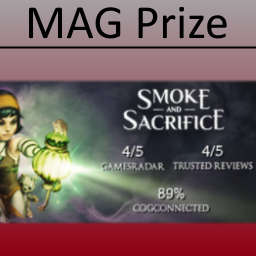 MAG Prize
SMOKE
AND
SACRIFICE
4/5 4/5
GAMESRADAR TRUSTED REVIEWS
89%
COGCONNECTED